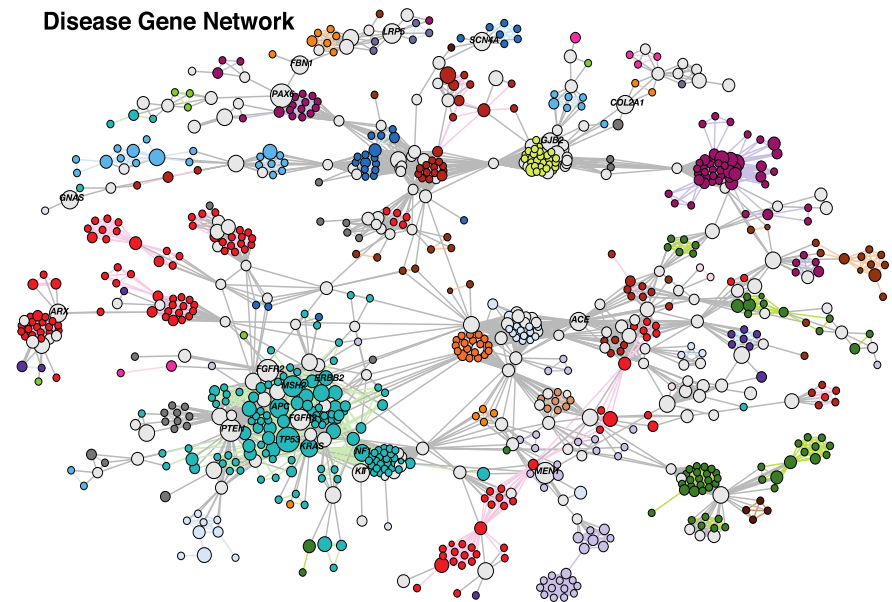 Disease Gene Network
LRP5
SCN4A
FBN1
PAX6
COL2A1
GJB2
GNAS
ARX
ACE
FGFR2
ERBB2
MSH2
APC
FGFR3
PTEN
TP53
KRAS
MEN1